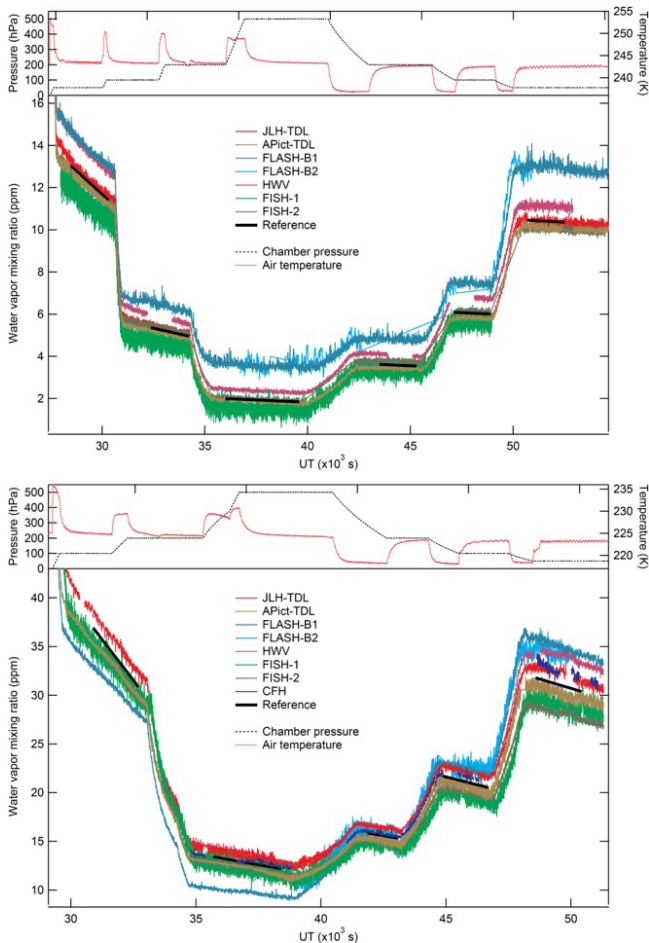 Pressure (hPa)
500
400
300
200
100
0
255
250
245
240
235
Temperature (K)
Water vapor mixing ratio (ppm)
16
14
12
10
8
6
4
2
JLH-TDL
APict-TDL
FLASH-B1
FLASH-B2
HWV
FISH-1
FISH-2
Reference
Chamber pressure
Air temperature
30 35 40 45 50
UT (x10³ s)
Pressure (hPa)
500
400
300
200
100
0
235
230
225
220
Temperature (K)
Water vapor mixing ratio (ppm)
40
35
30
25
20
15
10
JLH-TDL
APict-TDL
FLASH-B1
FLASH-B2
HWV
FISH-1
FISH-2
CFH
Reference
Chamber pressure
Air temperature
30 35 40 45 50
UT (x10³ s)